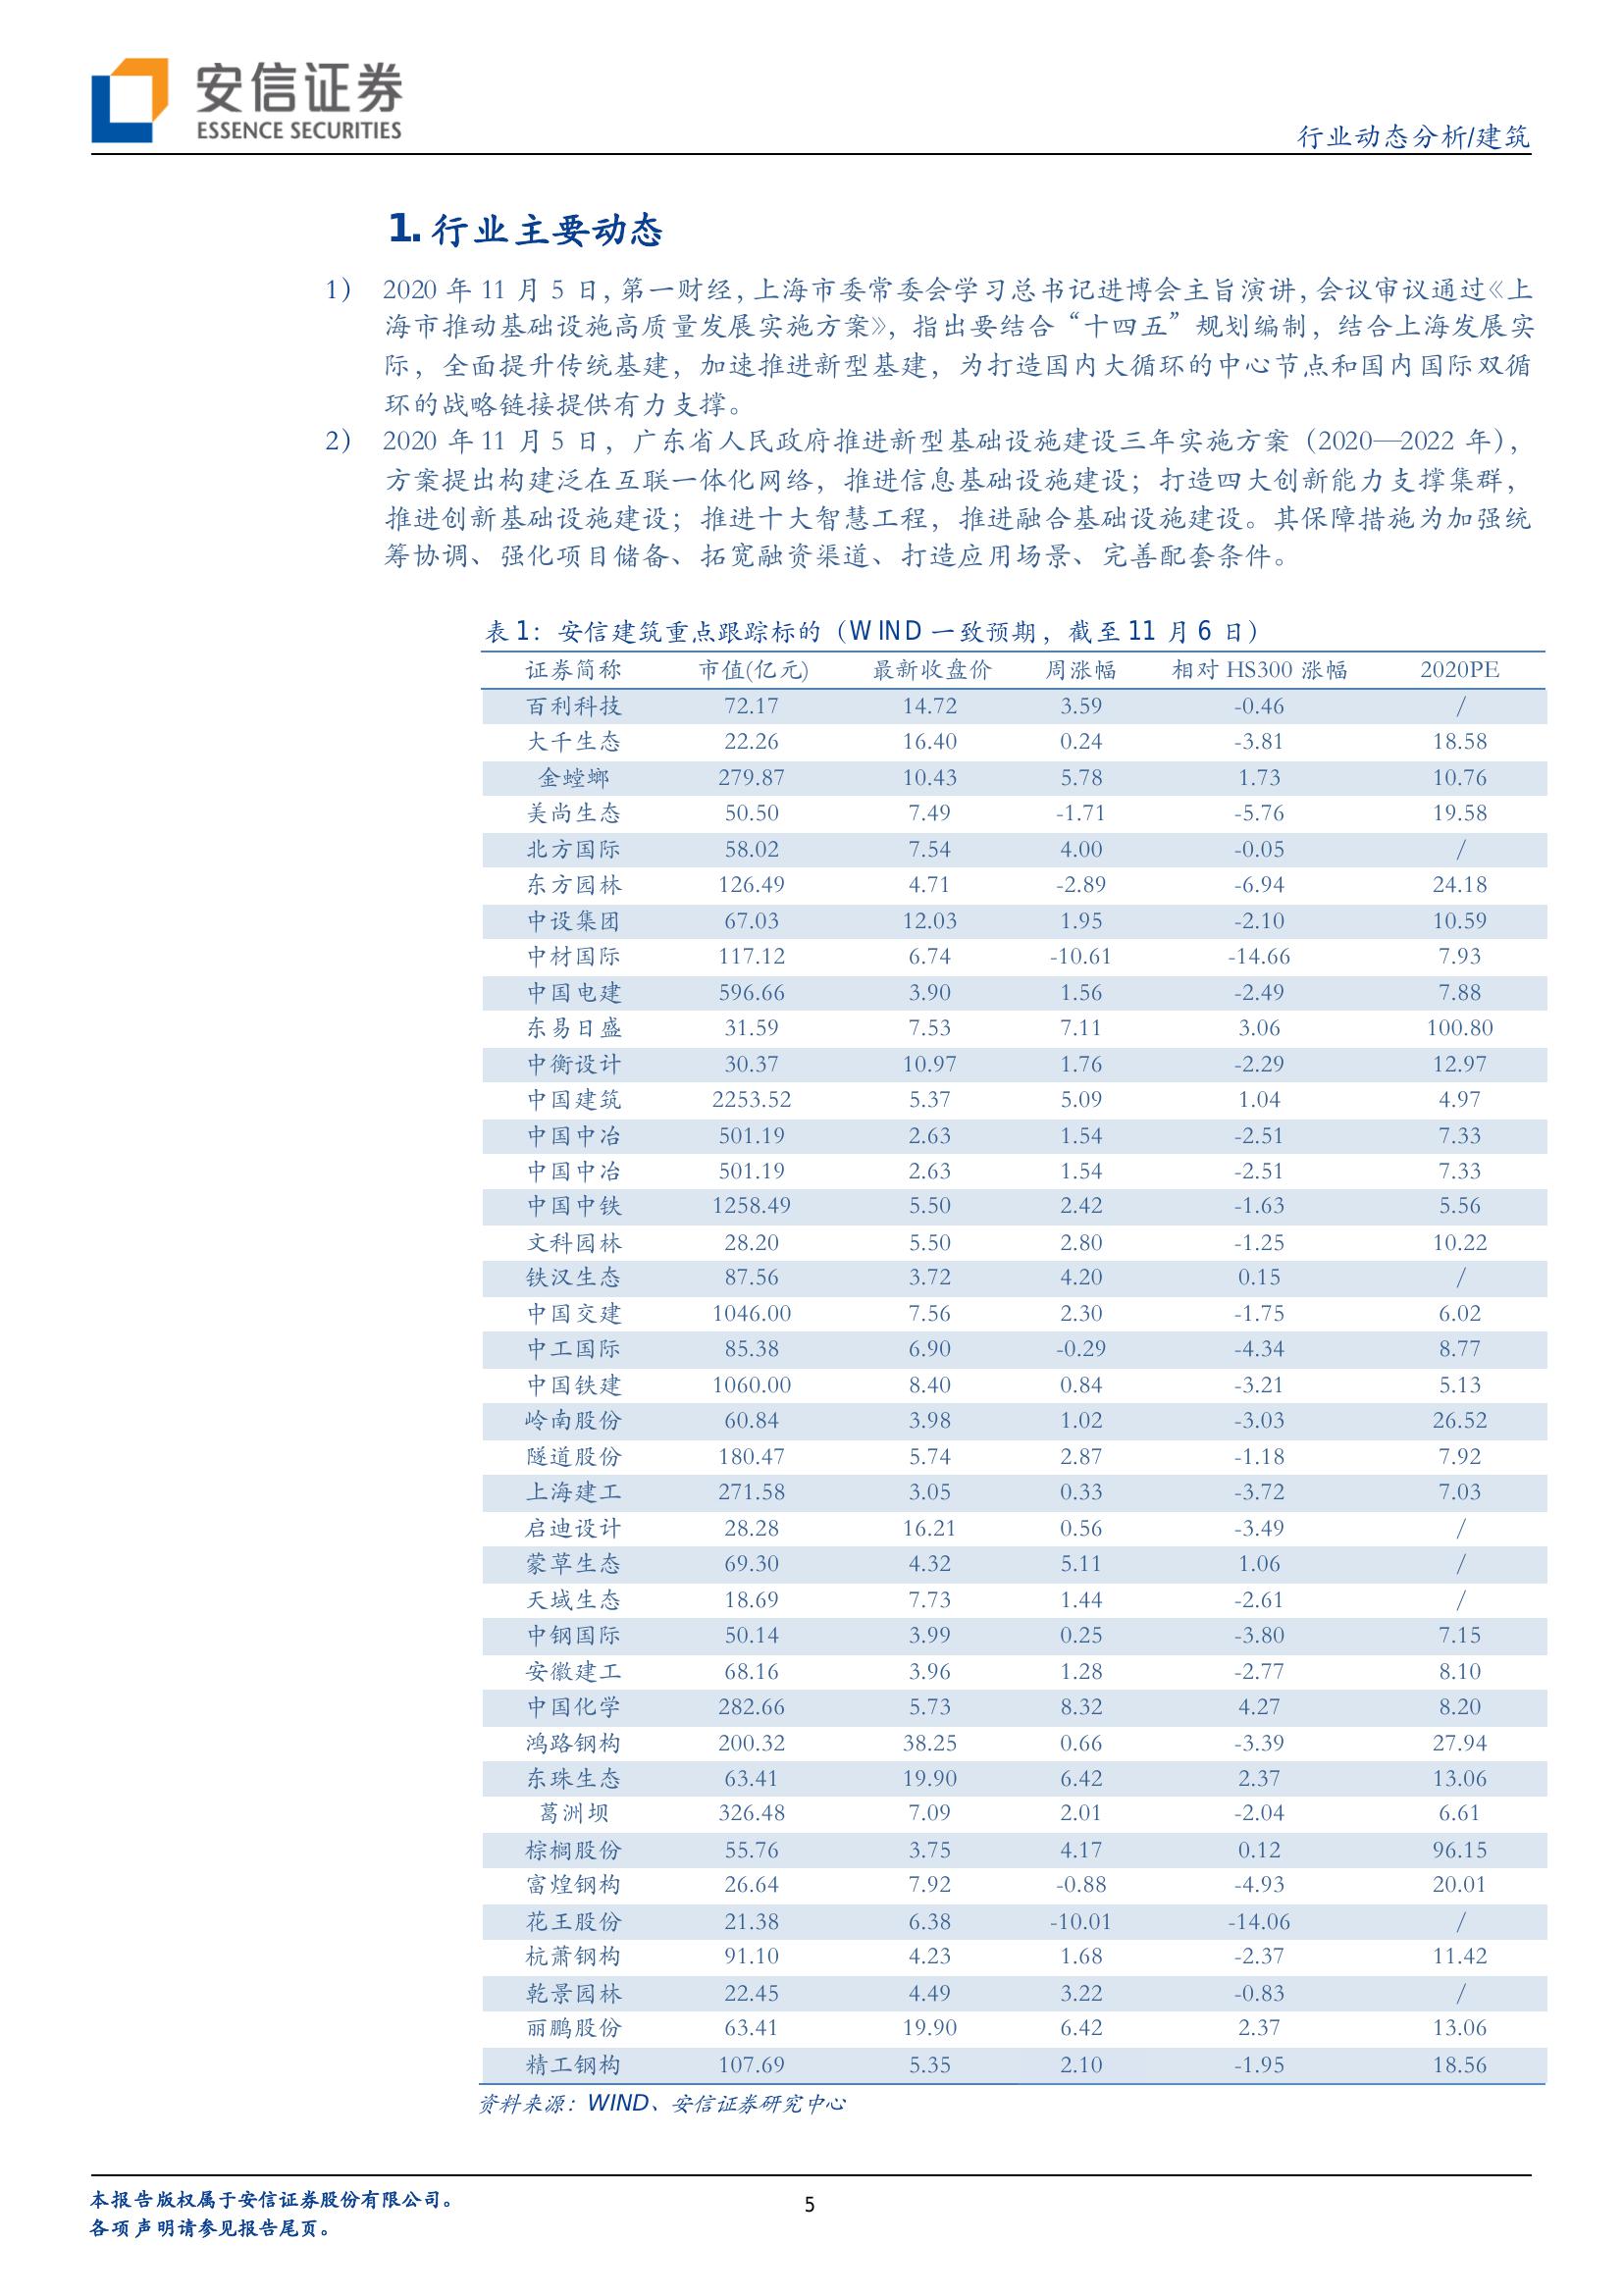 安信证券
ESSENCE SECURITIES
行业动态分析/建筑
1. 行业主要动态
1） 2020 年 11 月 5 日，第一财经，上海市委常委会学习总书记进博会主旨演讲，会议审议通过《上
海市推动基础设施高质量发展实施方案》，指出要结合“十四五”规划编制，结合上海发展实
际，全面提升传统基建，加速推进新型基建，为打造国内大循环的中心节点和国内国际双循
环的战略链接提供有力支撑。
2） 2020 年 11 月 5 日，广东省人民政府推进新型基础设施建设三年实施方案（2020—2022 年），
方案提出构建泛在互联一体化网络，推进信息基础设施建设；打造四大创新能力支撑集群，
推进创新基础设施建设；推进十大智慧工程，推进融合基础设施建设。其保障措施为加强统
筹协调、强化项目储备、拓宽融资渠道、打造应用场景、完善配套条件。
表 1：安信建筑重点跟踪标的（WIND 一致预期，截至 11 月 6 日）
证券简称 市值(亿元) 最新收盘价 周涨幅 相对 HS300 涨幅 2020PE
百利科技 72.17 14.72 3.59 -0.46 /
大千生态 22.26 16.40 0.24 -3.81 18.58
金螳螂 279.87 10.43 5.78 1.73 10.76
美尚生态 50.50 7.49 -1.71 -5.76 19.58
北方国际 58.02 7.54 4.00 -0.05 /
东方园林 126.49 4.71 -2.89 -6.94 24.18
中设集团 67.03 12.03 1.95 -2.10 10.59
中材国际 117.12 6.74 -10.61 -14.66 7.93
中国电建 596.66 3.90 1.56 -2.49 7.88
东易日盛 31.59 7.53 7.11 3.06 100.80
中衡设计 30.37 10.97 1.76 -2.29 12.97
中国建筑 2253.52 5.37 5.09 1.04 4.97
中国中冶 501.19 2.63 1.54 -2.51 7.33
中国中冶 501.19 2.63 1.54 -2.51 7.33
中国中铁 1258.49 5.50 2.42 -1.63 5.56
文科园林 28.20 5.50 2.80 -1.25 10.22
铁汉生态 87.56 3.72 4.20 0.15 /
中国交建 1046.00 7.56 2.30 -1.75 6.02
中工国际 85.38 6.90 -0.29 -4.34 8.77
中国铁建 1060.00 8.40 0.84 -3.21 5.13
岭南股份 60.84 3.98 1.02 -3.03 26.52
隧道股份 180.47 5.74 2.87 -1.18 7.92
上海建工 271.58 3.05 0.33 -3.72 7.03
启迪设计 28.28 16.21 0.56 -3.49 /
蒙草生态 69.30 4.32 5.11 1.06 /
天域生态 18.69 7.73 1.44 -2.61 /
中钢国际 50.14 3.99 0.25 -3.80 7.15
安徽建工 68.16 3.96 1.28 -2.77 8.10
中国化学 282.66 5.73 8.32 4.27 8.20
鸿路钢构 200.32 38.25 0.66 -3.39 27.94
东珠生态 63.41 19.90 6.42 2.37 13.06
葛洲坝 326.48 7.09 2.01 -2.04 6.61
棕榈股份 55.76 3.75 4.17 0.12 96.15
富煌钢构 26.64 7.92 -0.88 -4.93 20.01
花王股份 21.38 6.38 -10.01 -14.06 /
杭萧钢构 91.10 4.23 1.68 -2.37 11.42
乾景园林 22.45 4.49 3.22 -0.83 /
丽鹏股份 63.41 19.90 6.42 2.37 13.06
精工钢构 107.69 5.35 2.10 -1.95 18.56
资料来源：WIND、安信证券研究中心
本报告版权属于安信证券股份有限公司。
各项声明请参见报告尾页。
5